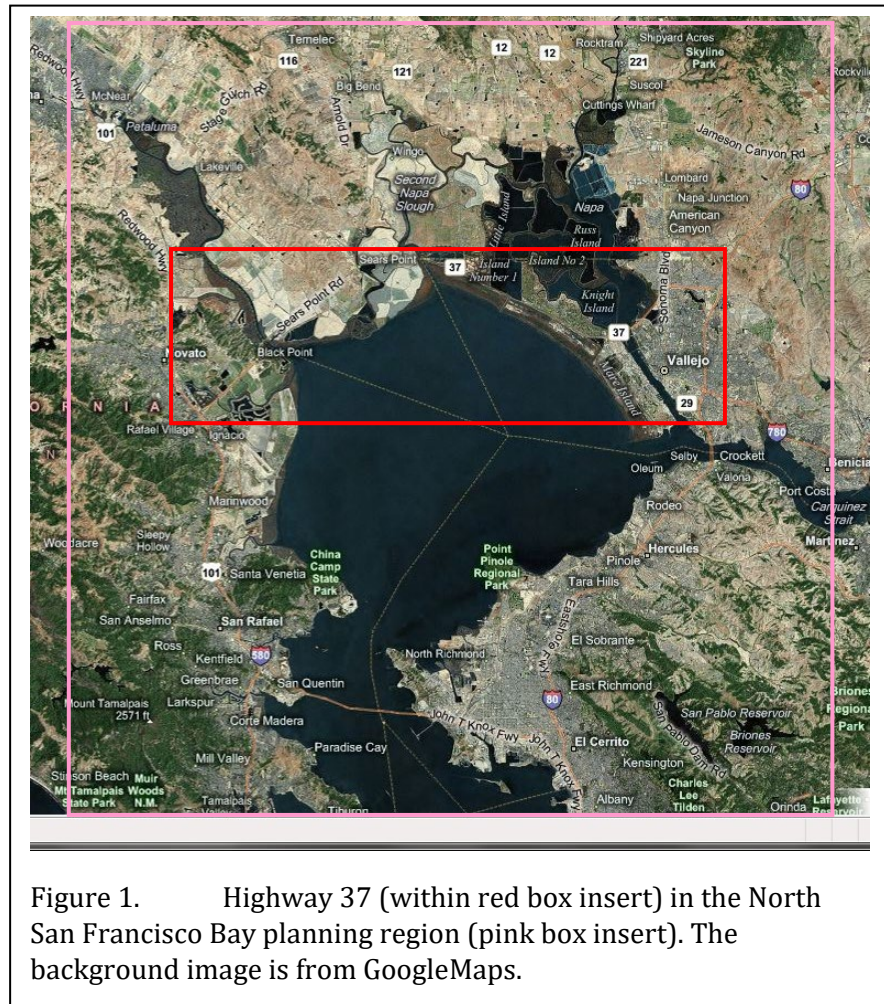 Temelec
Rocktram
Shipyard Acres
12
12
Skyline
Park
Redwood Hwy
116
221
121
Rockville
McNear
Stage Gulch Rd
Big Bend
Suscol
Arnold Dr
Cuttings Wharf
101
Petaluma
Jameson Canyon Rd
Wingo
Lakeville
Second
Napa
Slough
Lombard
80
Little Island
Napa
Napa Junction
Redwood Hwy
American
Canyon
Russ
Island
Sears Point
37
Island
Number 1
Island No 2
Sonoma Blvd
Sears Point Rd
Knight
Island
37
Novato
Black Point
Vallejo
Mare Island
29
O R N I A
Rafael Village
Ignacio
780
Selby
Crockett
Oleum
Benicia
Valona
Marinwood
Rodeo
Port Costa
Carquinez
Strait
Sleepy
Hollow
Woodacre
China
Camp
State
Park
Point
Pinole
Regional
Park
Hercules
Martinez
Pinole
101
Santa Venetia
Tara Hills
Fairfax
Eastshore Fwy
San Anselmo
San Rafael
El Sobrante
Ross
580
North Richmond
Kentfield
Greenbrae
San Quentin
East Richmond
Briones
Regional
Park
Mount Tamalpais
2571 ft
Larkspur
80
San Pablo Reservoir
Corte Madera
John T Knox Fwy
John T Knox Fwy
San Pablo Dam Rd
Briones
Reservoir
Paradise Cay
El Cerrito
Mill Valley
Kensington
Stinson Beach
Muir
Woods
N.M.
Mt Tamalpais
State Park
Charles
Lee
Tilden
Tamalpais
Valley
Tiburon
Albany
Orinda
Lafayette
Reservoir
Figure 1. Highway 37 (within red box insert) in the North
San Francisco Bay planning region (pink box insert). The
background image is from GoogleMaps.